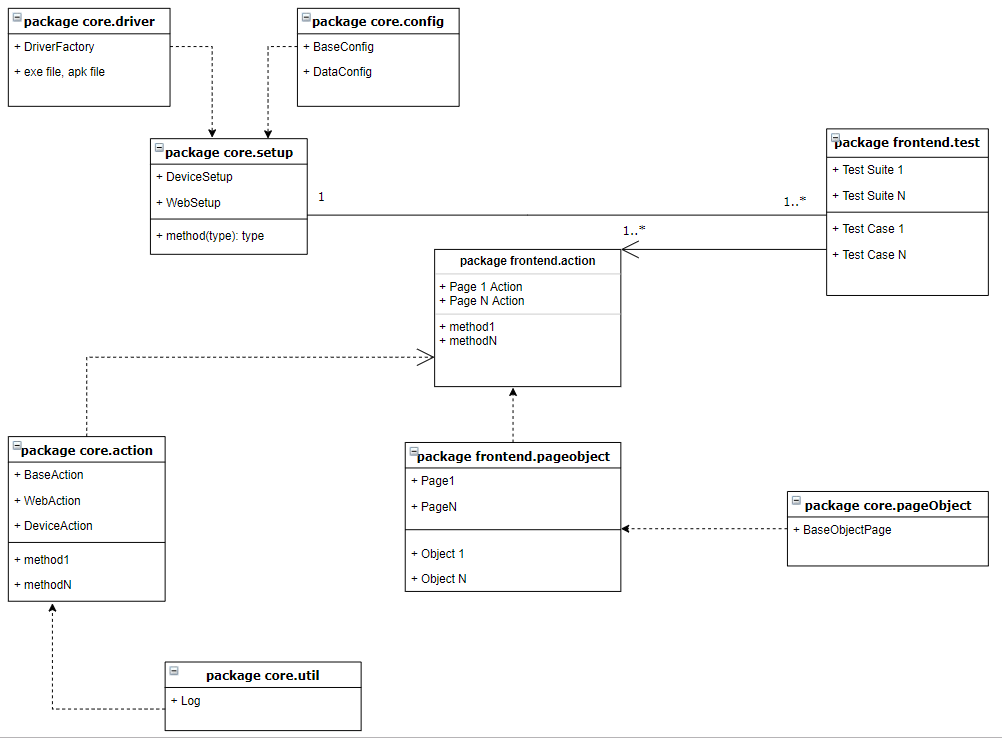 package core.driver
+ DriverFactory
+ exe file, apk file
package core.config
+ BaseConfig
+ DataConfig
package core.setup
+ DeviceSetup
+ WebSetup
+ method(type): type
1
1..*
package frontend.test
+ Test Suite 1
+ Test Suite N
+ Test Case 1
+ Test Case N
1..*
package frontend.action
+ Page 1 Action
+ Page N Action
+ method1
+ methodN
package core.action
+ BaseAction
+ WebAction
+ DeviceAction
+ method1
+ methodN
package frontend.pageobject
+ Page1
+ PageN
+ Object 1
+ Object N
package core.pageObject
+ BaseObjectPage
package core.util
+ Log